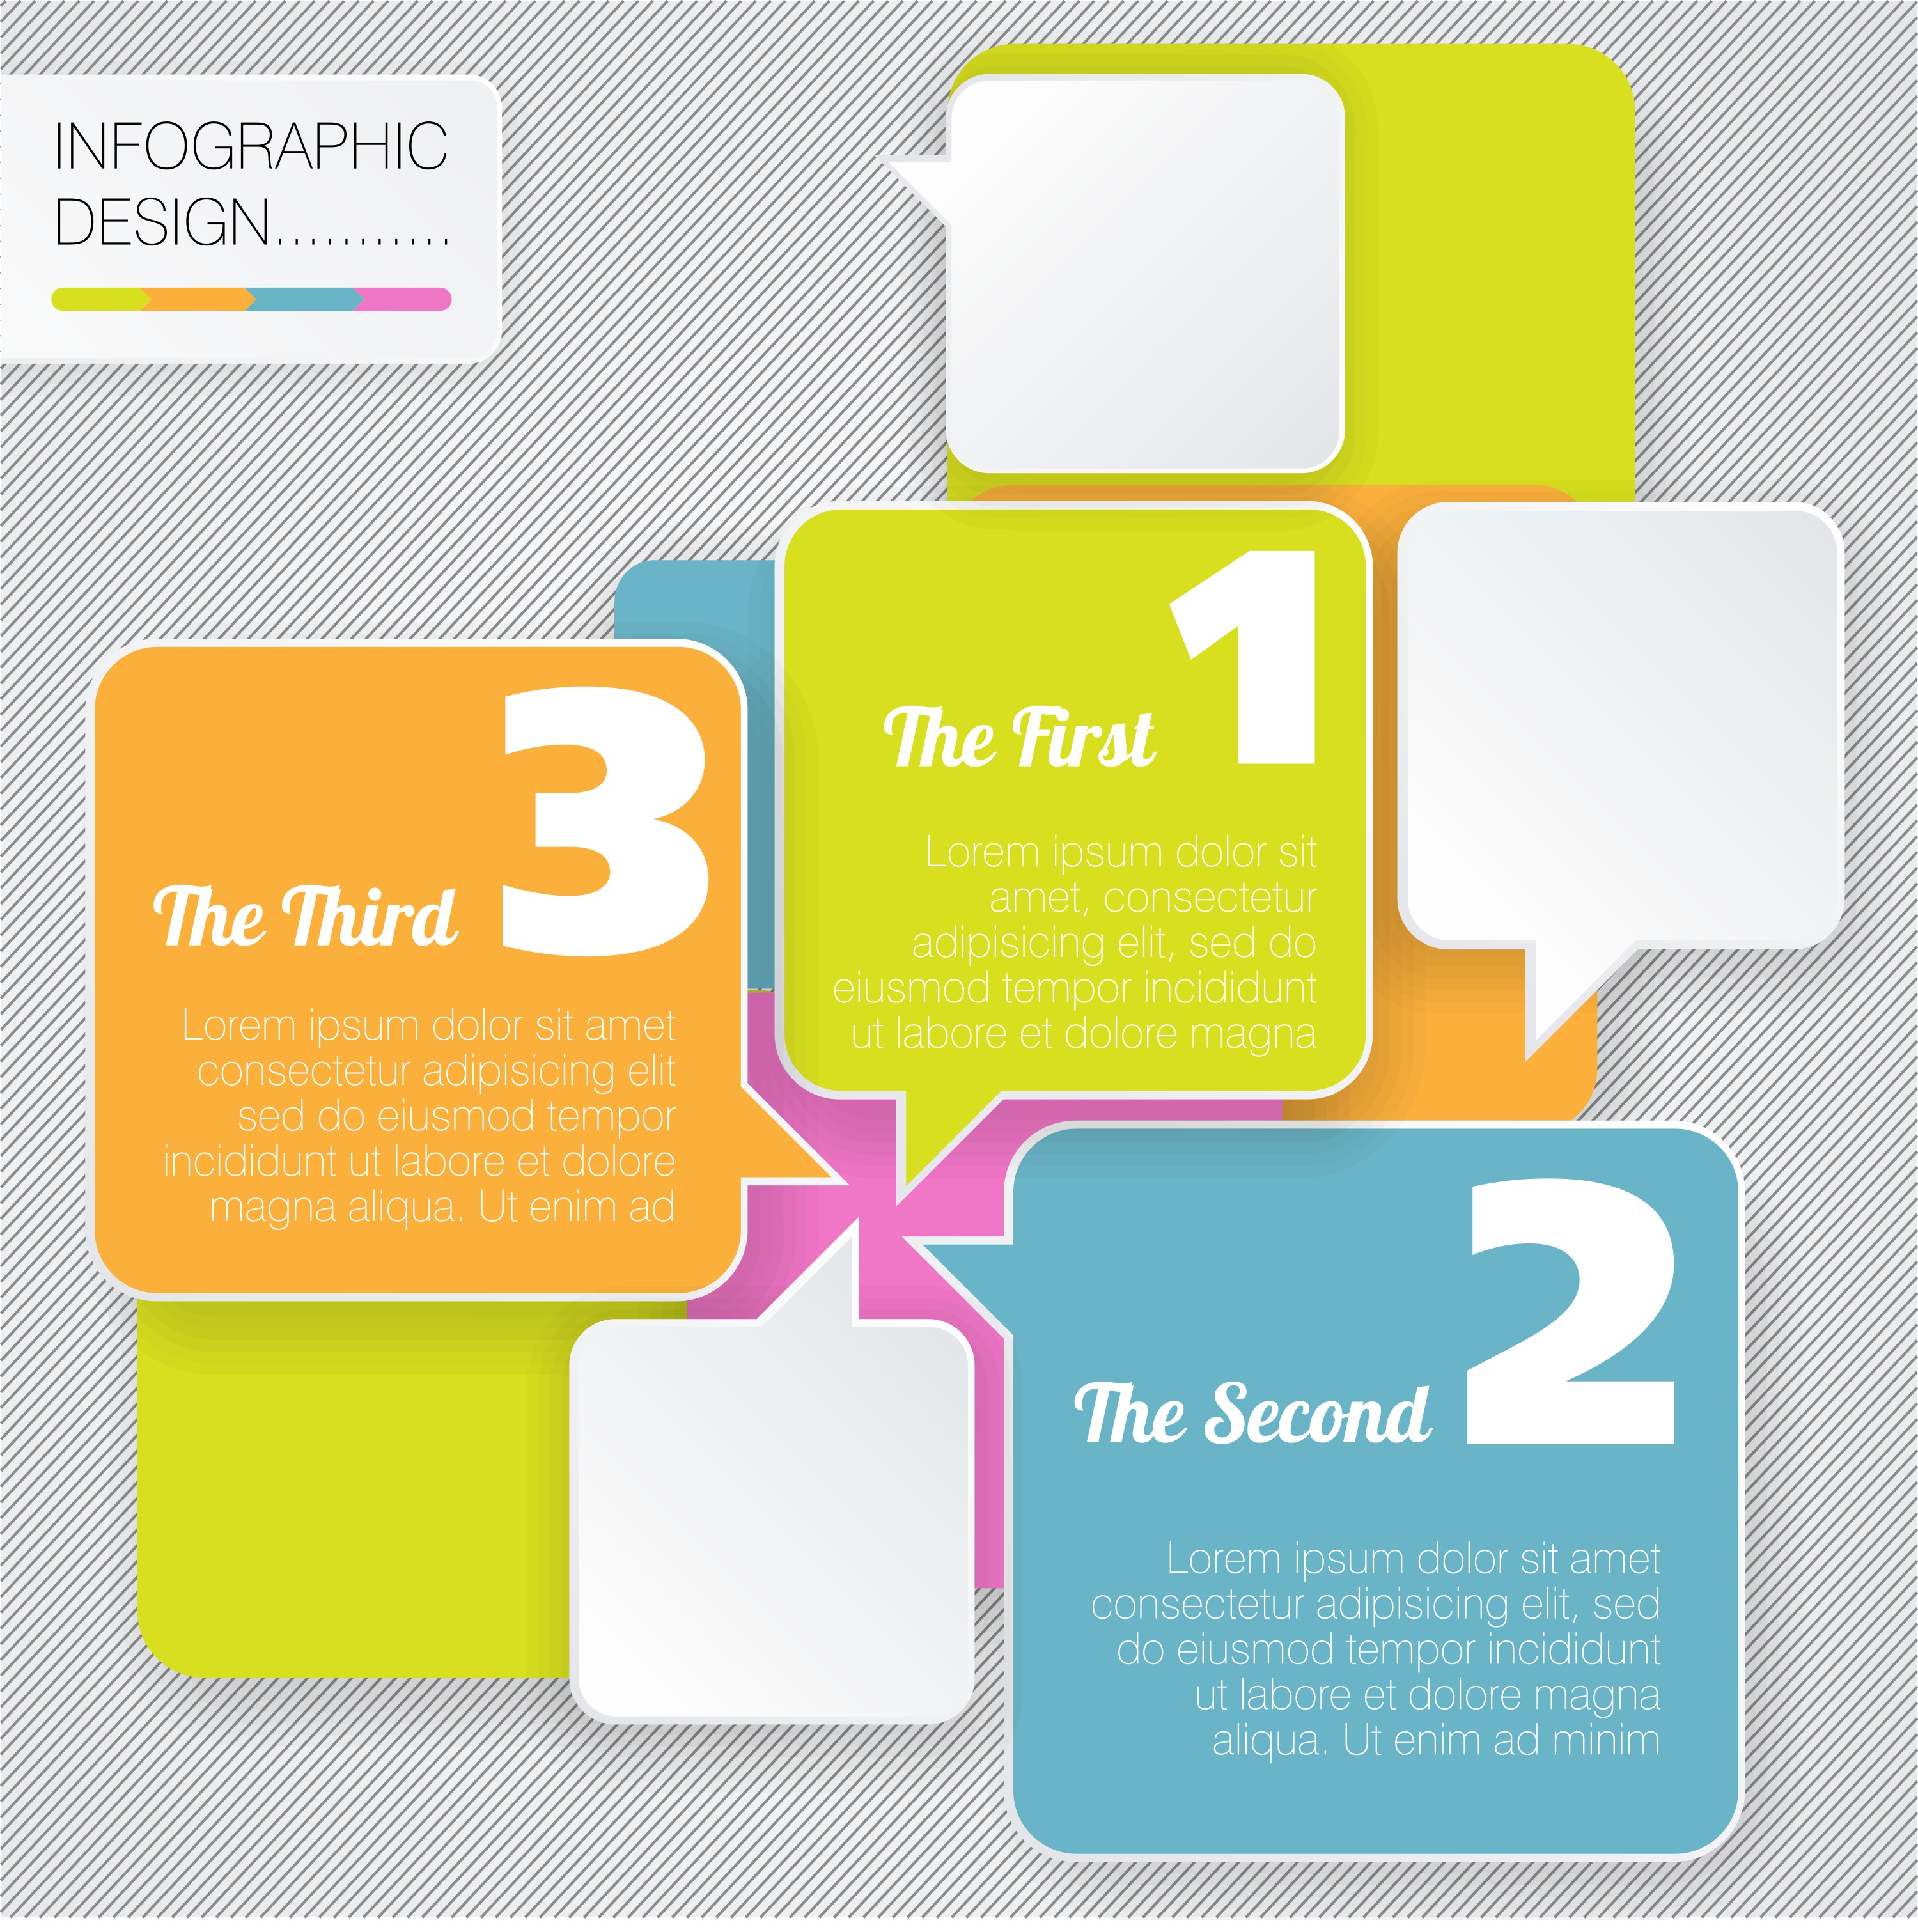 INFOGRAPHIC
DESIGN...........
1
The First
Lorem ipsum dolor sit
amet, consectetur
adipisicing elit, sed do
eiusmod tempor incididunt
ut labore et dolore magna
3
The Third
Lorem ipsum dolor sit amet
consectetur adipisicing elit
sed do eiusmod tempor
incididunt ut labore et dolore
magna aliqua. Ut enim ad
2
The Second
Lorem ipsum dolor sit amet
consectetur adipisicing elit, sed
do eiusmod tempor incididunt
ut labore et dolore magna
aliqua. Ut enim ad minim